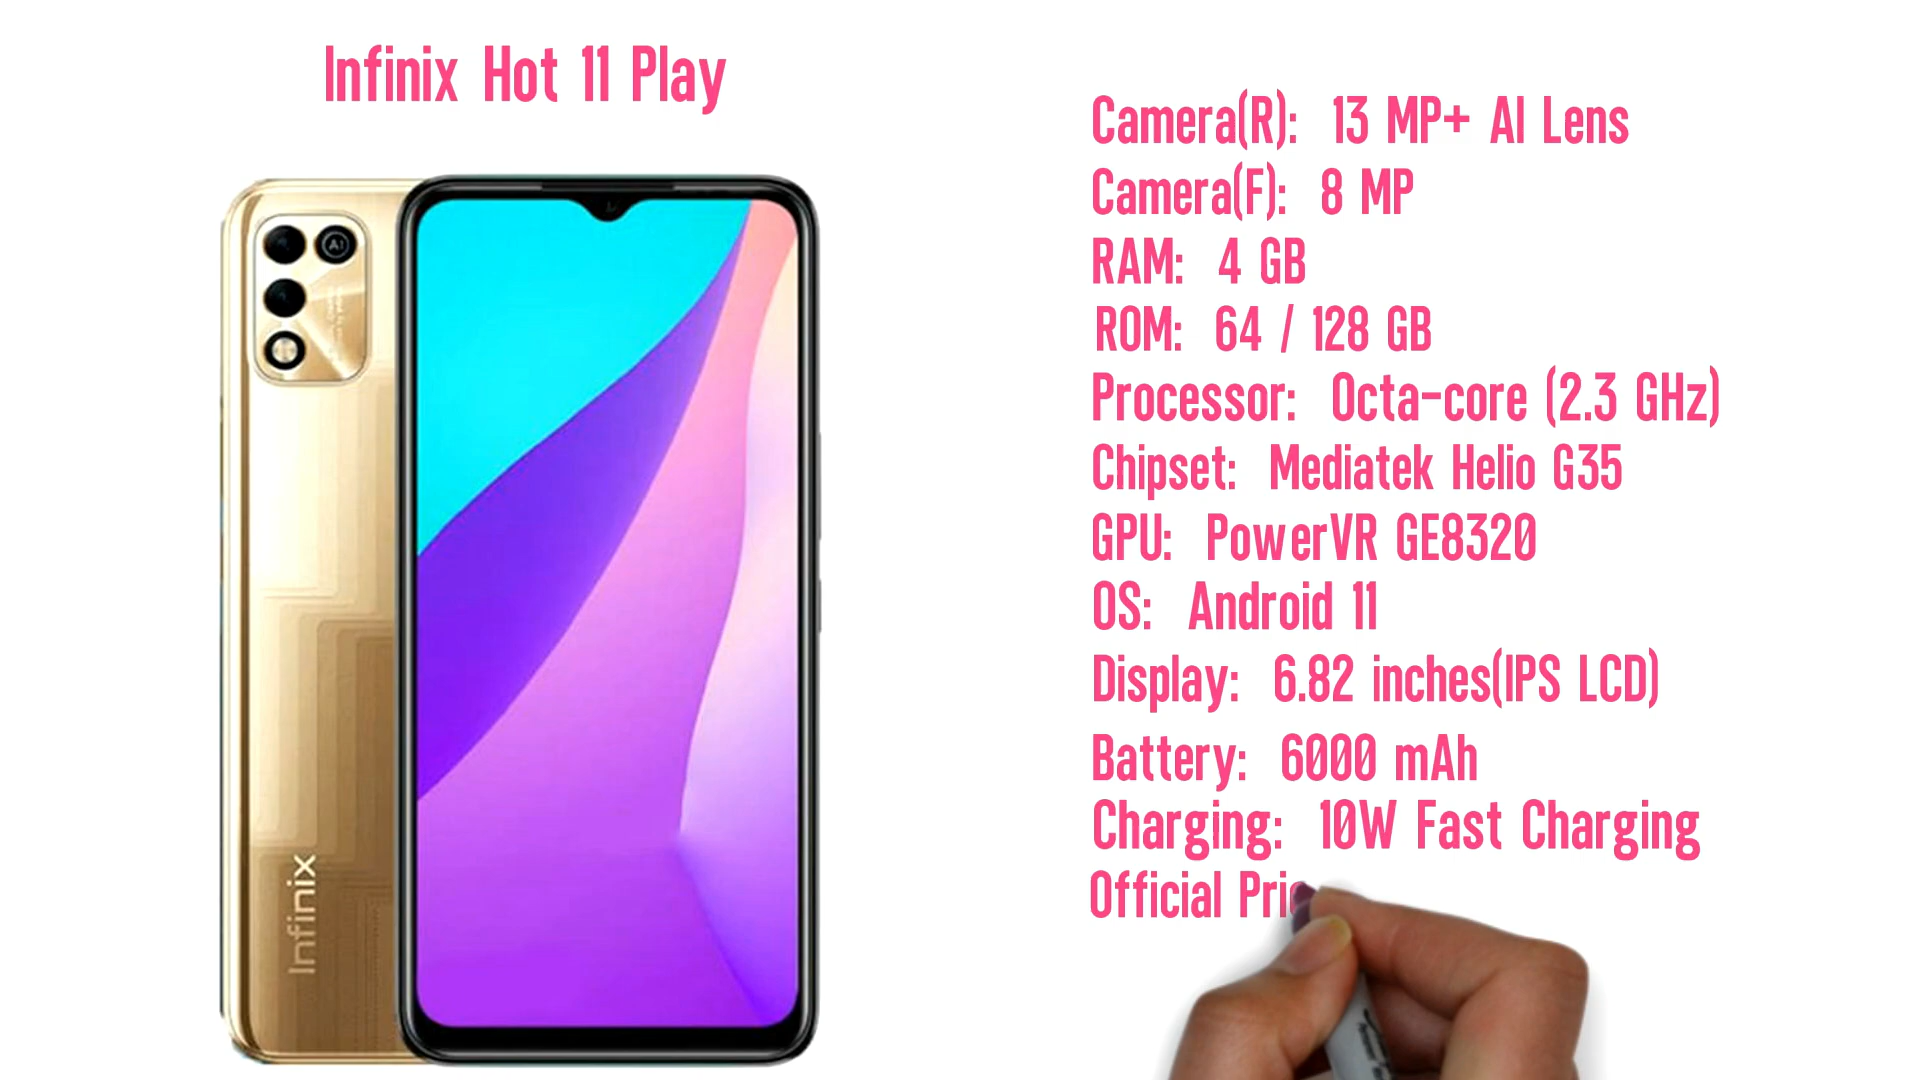 Infinix Hot 11 Play
Camera(R): 13 MP+ AI Lens
Camera(F): 8 MP
RAM: 4 GB
ROM: 64 / 128 GB
Processor: Octa-core (2.3 GHz)
Chipset: Mediatek Helio G35
GPU: PowerVR GE8320
OS: Android 11
Display: 6.82 inches(IPS LCD)
Battery: 6000 mAh
Charging: 10W Fast Charging
Official Pri
AI
Infinix